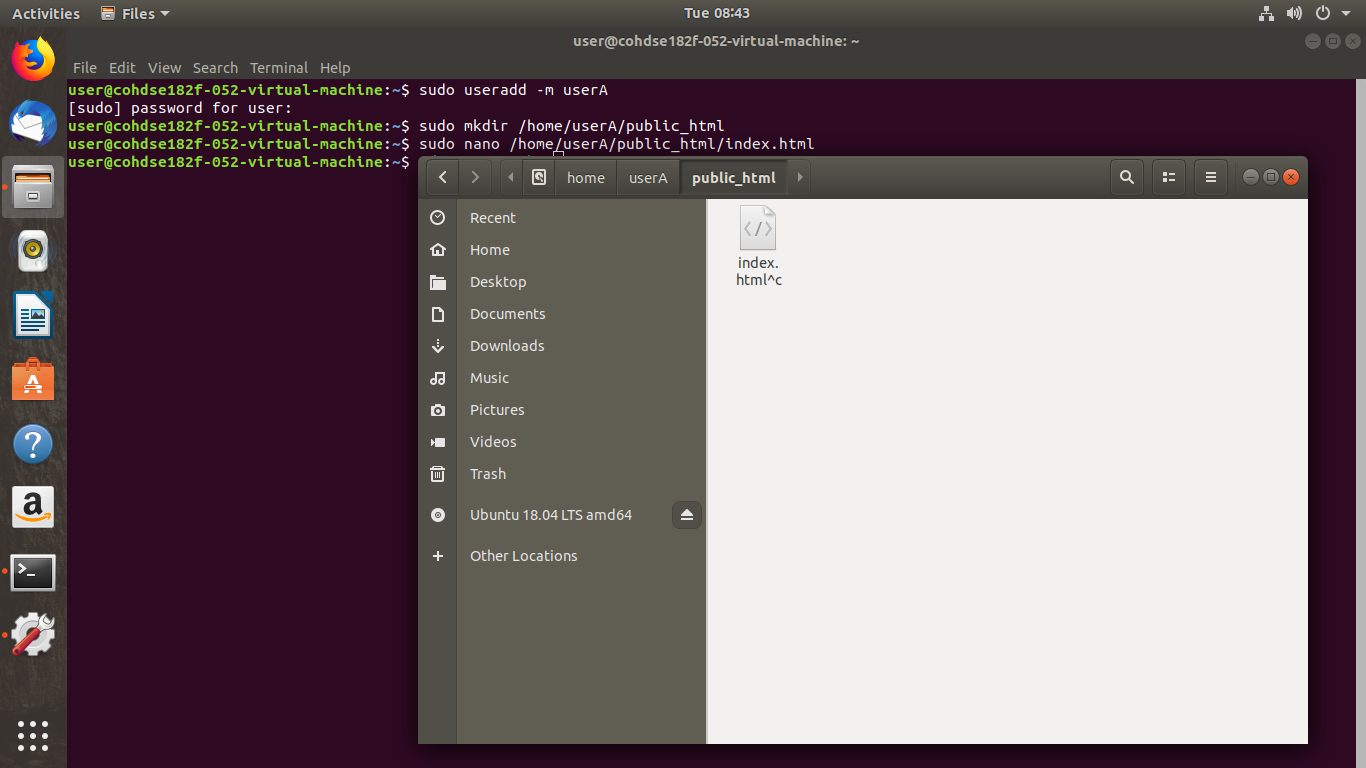 Activities Files Tue 08:43
user@cohdse182f-052-virtual-machine: ~
File Edit View Search Terminal Help
user@cohdse182f-052-virtual-machine:~$ sudo useradd -m userA
[sudo] password for user:
user@cohdse182f-052-virtual-machine:~$ sudo mkdir /home/userA/public_html
user@cohdse182f-052-virtual-machine:~$ sudo nano /home/userA/public_html/index.html
user@cohdse182f-052-virtual-machine:~$
home userA public_html
Recent
Home
Desktop
Documents
Downloads
Music
Pictures
Videos
Trash
Ubuntu 18.04 LTS amd64
Other Locations
index.
html^c